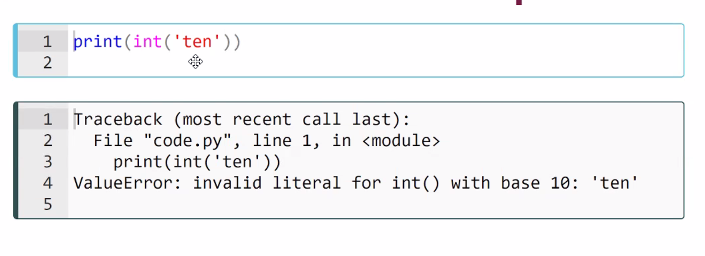 1 print(int('ten'))
2
1 Traceback (most recent call last):
2   File "code.py", line 1, in <module>
3     print(int('ten'))
4 ValueError: invalid literal for int() with base 10: 'ten'
5